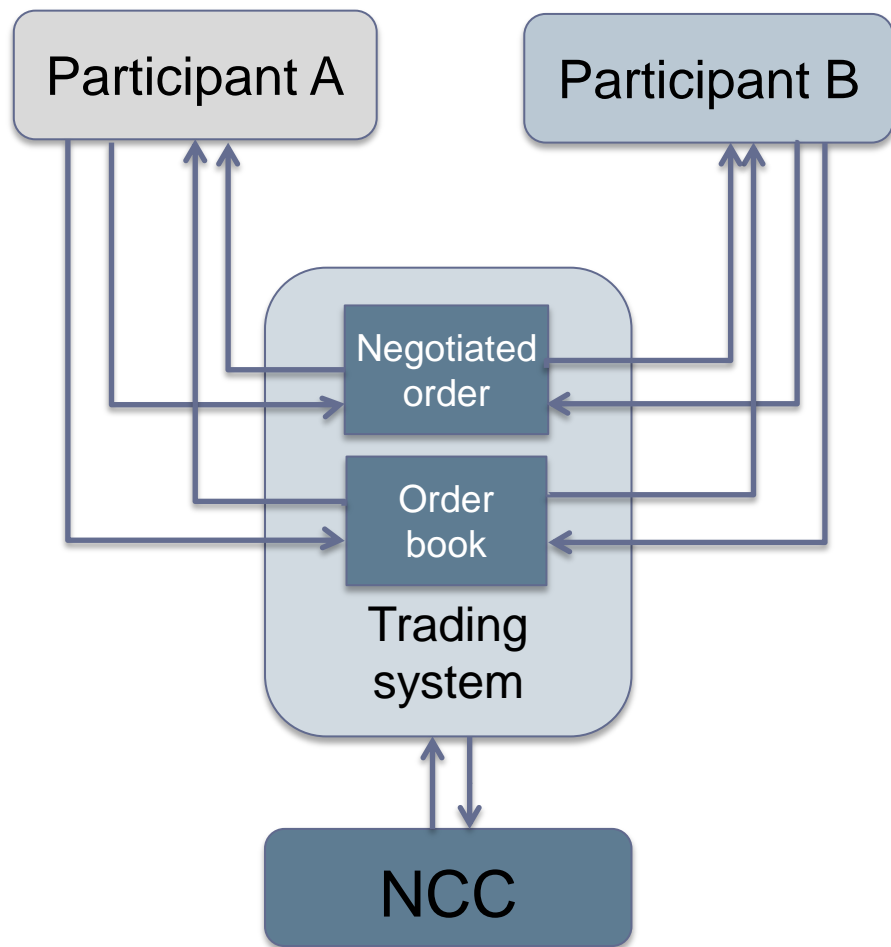 Participant A
Participant B
Negotiated
order
Order
book
Trading
system
NCC